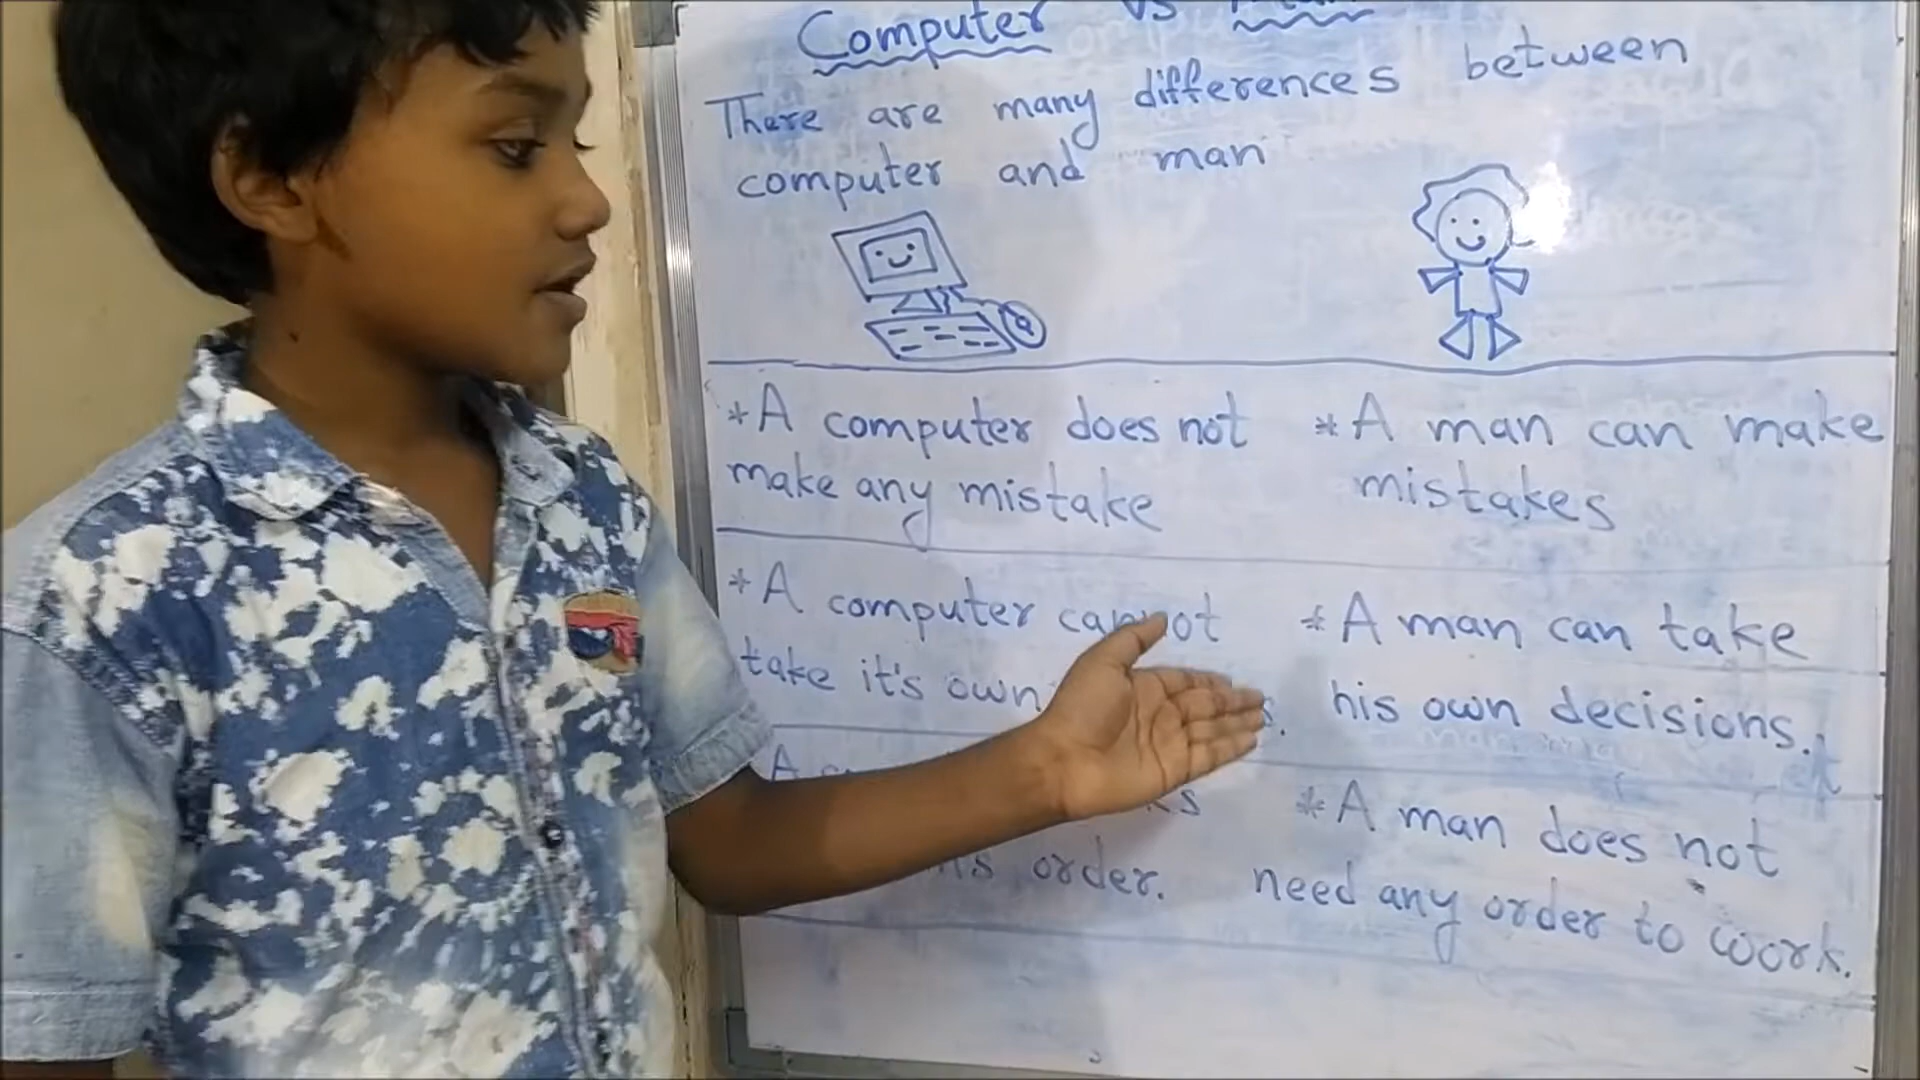 Computer vs
There are many differences between
computer and man
*A computer does not
make any mistake
*A man can make
mistakes
*A computer cannot
take it's own
*A man can take
his own decisions.
A
order.
*A man does not
need any order to work.